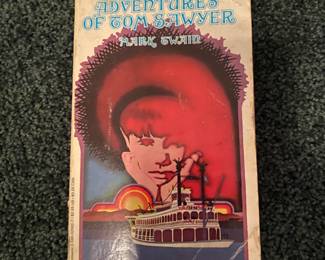 ADVENTURES
OF TOM SAWYER
MARK TWAIN